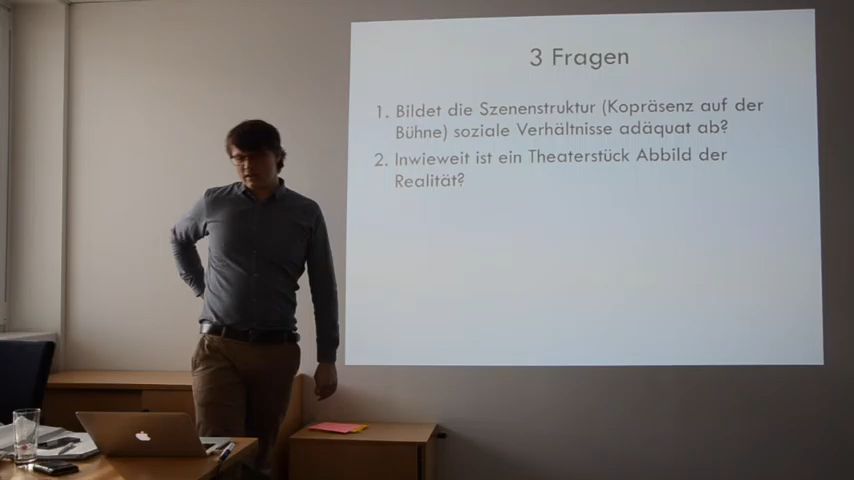 3 Fragen
1. Bildet die Szenenstruktur (Kopräsenz auf der
Bühne) soziale Verhältnisse adäquat ab?
2. Inwieweit ist ein Theaterstück Abbild der
Realität?